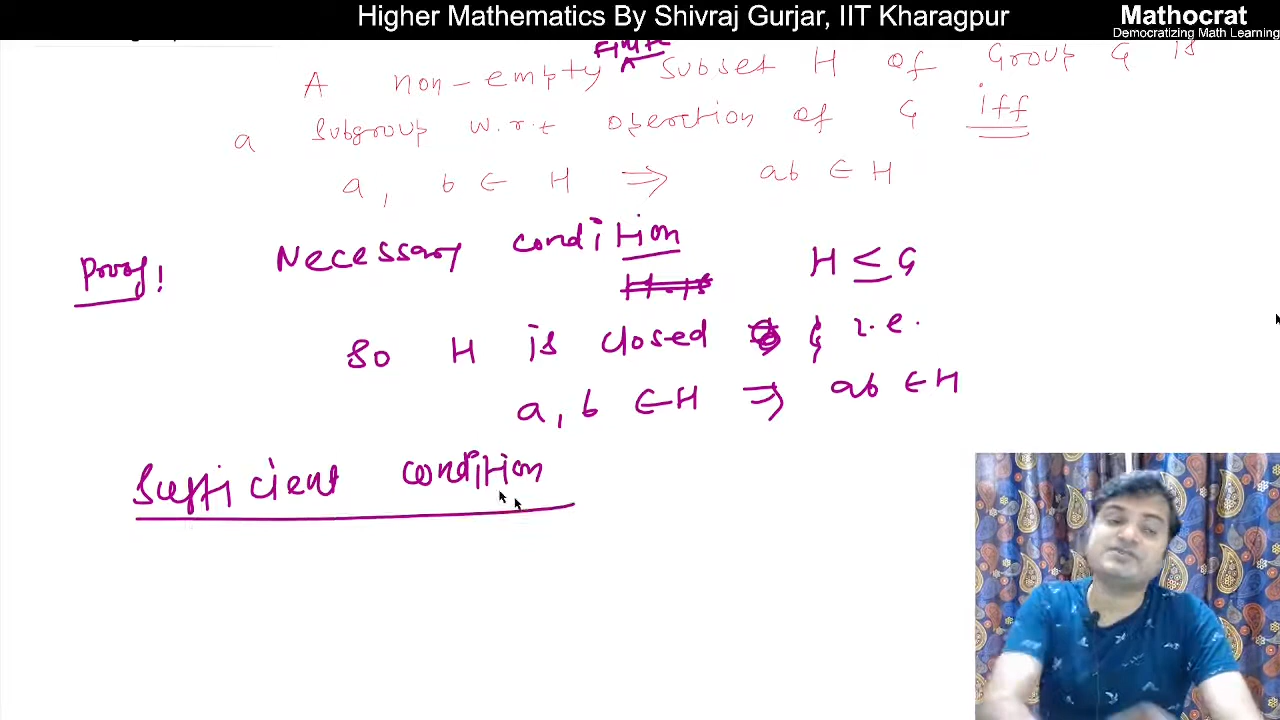 Higher Mathematics By Shivraj Gurjar, IIT Kharagpur
Mathocrat
Democratizing Math Learning
finite
A non-empty subset H of Group G is
a subgroup w.r.t operction of G iff
a, b ∈ H ⇒ ab ∈ H
Proof! Necessary condition H ≤ G
So H is closed & i.e.
a, b ∈ H ⇒ ab ∈ H
Sufficient condition